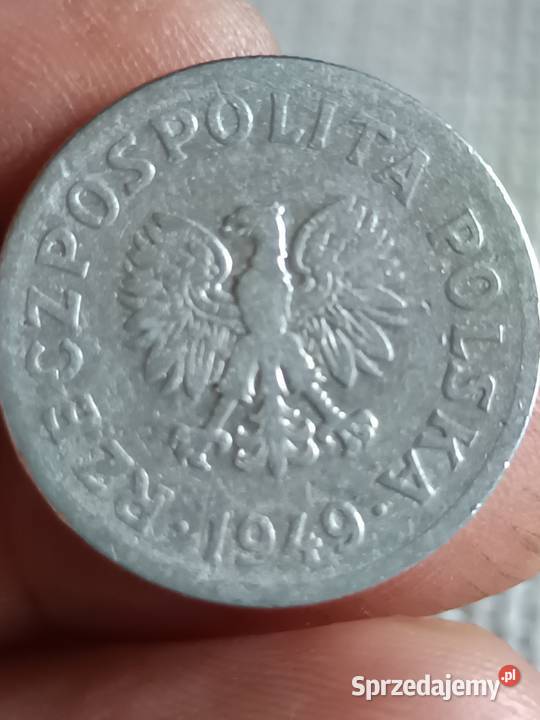 RZECZPOSPOLITA POLSKA
·1949·
Sprzedajemy.pl